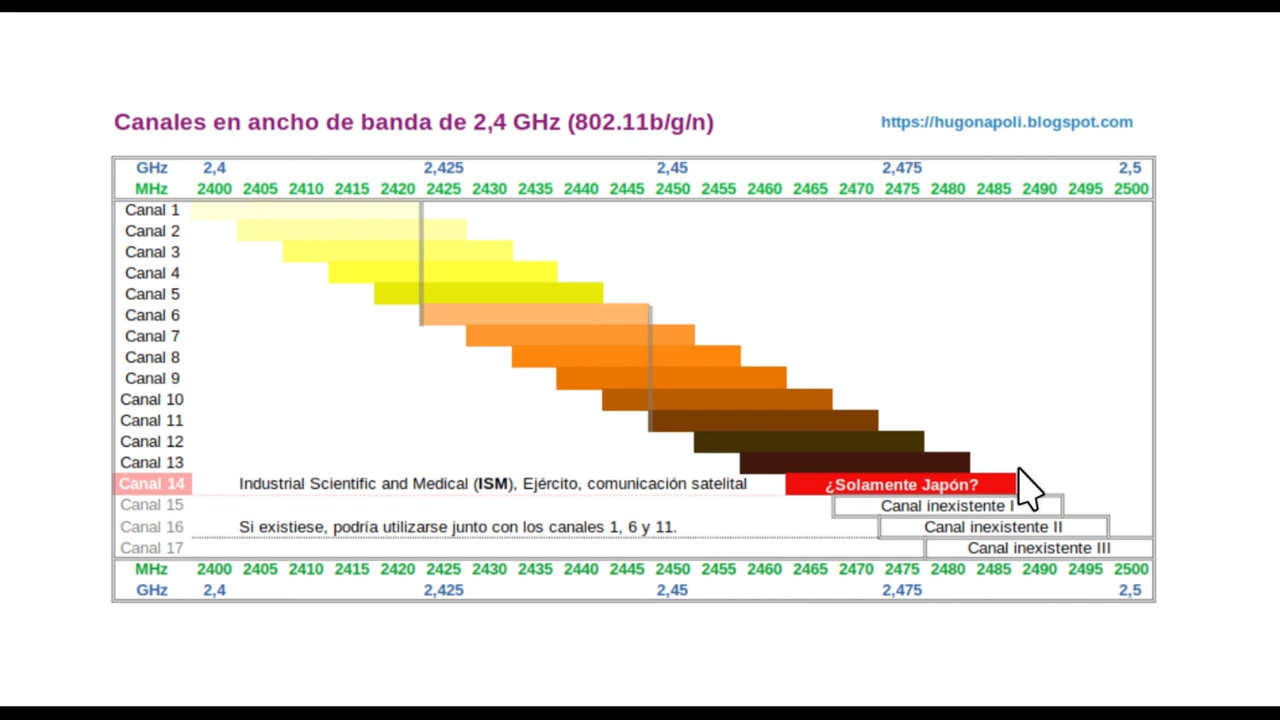 Canales en ancho de banda de 2,4 GHz (802.11b/g/n) https://hugonapoli.blogspot.com
GHz 2,4 2,425 2,45 2,475 2,5
MHz 2400 2405 2410 2415 2420 2425 2430 2435 2440 2445 2450 2455 2460 2465 2470 2475 2480 2485 2490 2495 2500
Canal 1
Canal 2
Canal 3
Canal 4
Canal 5
Canal 6
Canal 7
Canal 8
Canal 9
Canal 10
Canal 11
Canal 12
Canal 13
Canal 14 Industrial Scientific and Medical (ISM), Ejército, comunicación satelital ¿Solamente Japón?
Canal 15 Canal inexistente I
Canal 16 Si existiese, podría utilizarse junto con los canales 1, 6 y 11. Canal inexistente II
Canal 17 Canal inexistente III
MHz 2400 2405 2410 2415 2420 2425 2430 2435 2440 2445 2450 2455 2460 2465 2470 2475 2480 2485 2490 2495 2500
GHz 2,4 2,425 2,45 2,475 2,5